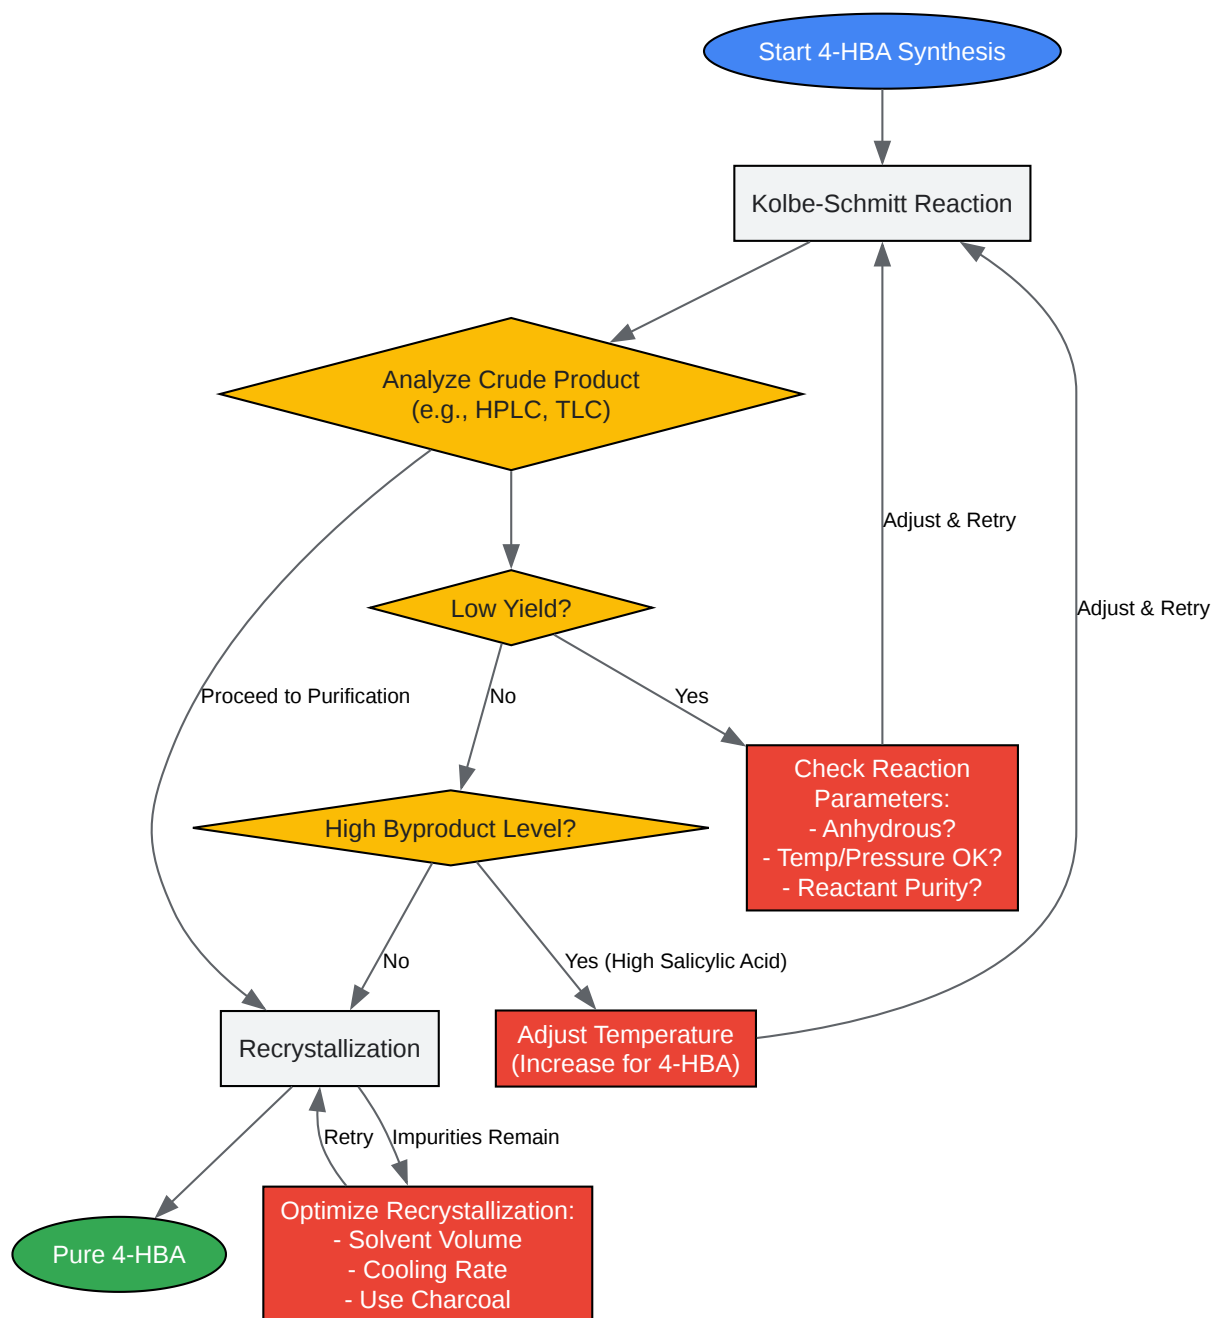 Start 4-HBA Synthesis
Kolbe-Schmitt Reaction
Analyze Crude Product
(e.g., HPLC, TLC)
Adjust & Retry
Low Yield?
Adjust & Retry
Proceed to Purification
No
Yes
Check Reaction
Parameters:
- Anhydrous?
- Temp/Pressure OK?
- Reactant Purity?
High Byproduct Level?
No
Yes (High Salicylic Acid)
Recrystallization
Adjust Temperature
(Increase for 4-HBA)
Retry
Impurities Remain
Pure 4-HBA
Optimize Recrystallization:
- Solvent Volume
- Cooling Rate
- Use Charcoal